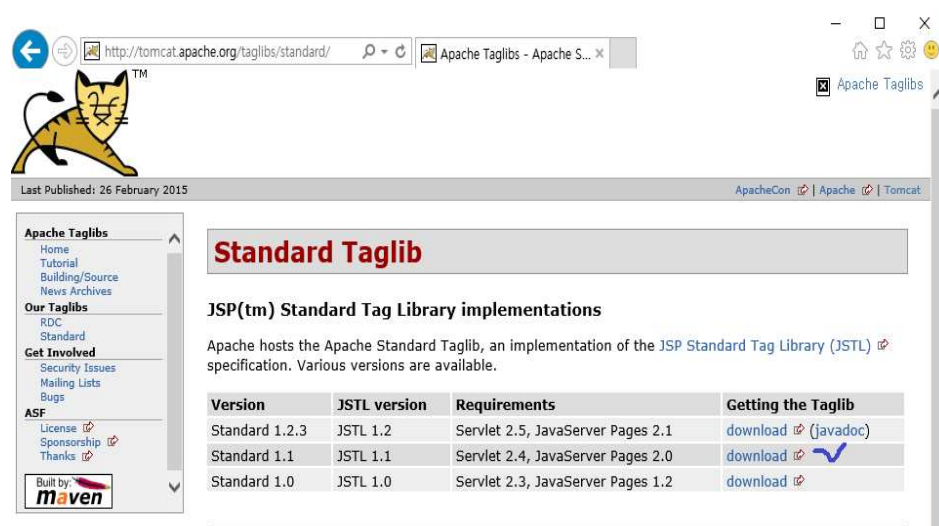 http://tomcat.apache.org/taglibs/standard/
Apache Taglibs - Apache S...
TM
Apache Taglibs
Last Published: 26 February 2015
ApacheCon | Apache | Tomcat
Apache Taglibs
Home
Tutorial
Building/Source
News Archives
Our Taglibs
RDC
Standard
Get Involved
Security Issues
Mailing Lists
Bugs
ASF
License
Sponsorship
Thanks
Built by:
maven
Standard Taglib
JSP(tm) Standard Tag Library implementations
Apache hosts the Apache Standard Taglib, an implementation of the JSP Standard Tag Library (JSTL)
specification. Various versions are available.
Version JSTL version Requirements Getting the Taglib
Standard 1.2.3 JSTL 1.2 Servlet 2.5, JavaServer Pages 2.1 download (javadoc)
Standard 1.1 JSTL 1.1 Servlet 2.4, JavaServer Pages 2.0 download
Standard 1.0 JSTL 1.0 Servlet 2.3, JavaServer Pages 1.2 download